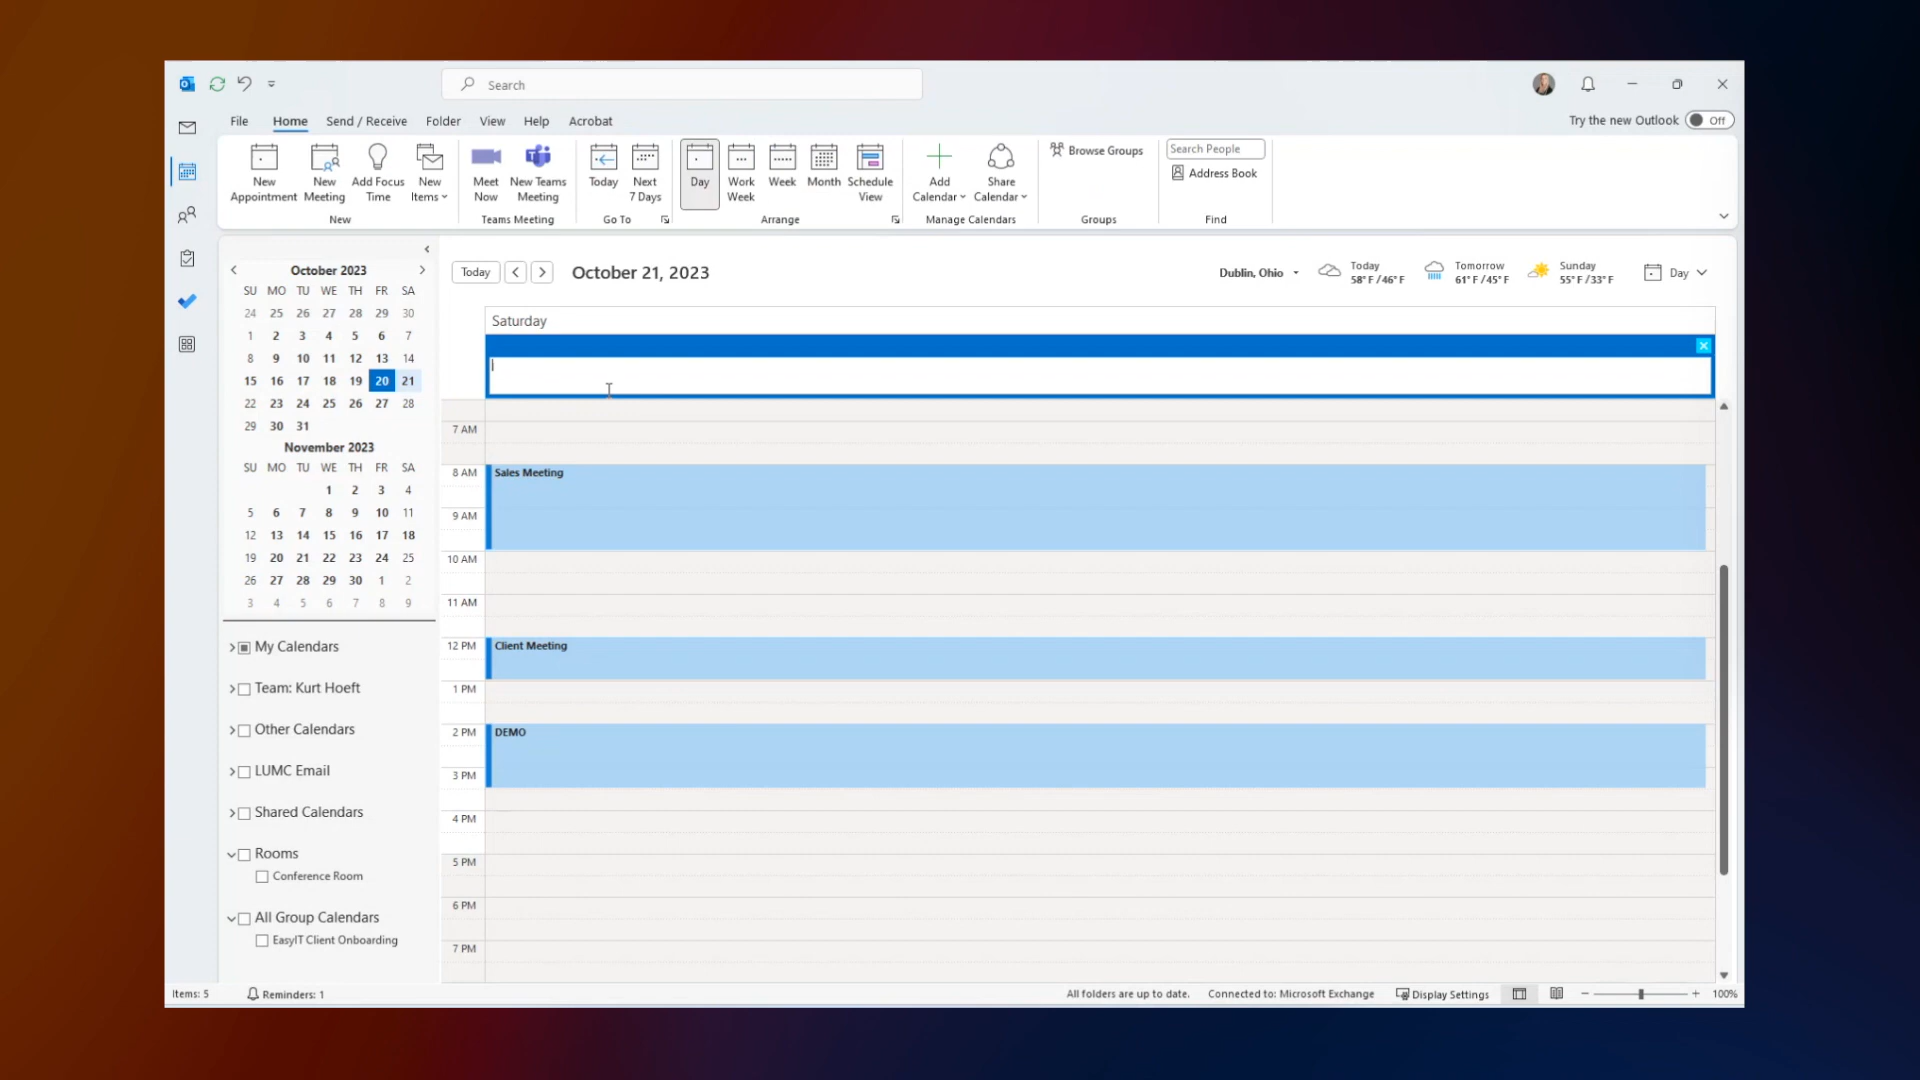 Search
File Home Send / Receive Folder View Help Acrobat
Try the new Outlook Off
New Appointment
New Meeting
Add Focus Time
New Items
New
Meet Now
New Teams Meeting
Teams Meeting
Today
Next 7 Days
Go To
Day
Work Week
Week
Month
Schedule View
Arrange
Add Calendar
Share Calendar
Manage Calendars
Browse Groups
Groups
Search People
Address Book
Find
October 2023
SU MO TU WE TH FR SA
24 25 26 27 28 29 30
1 2 3 4 5 6 7
8 9 10 11 12 13 14
15 16 17 18 19 20 21
22 23 24 25 26 27 28
29 30 31
November 2023
SU MO TU WE TH FR SA
1 2 3 4
5 6 7 8 9 10 11
12 13 14 15 16 17 18
19 20 21 22 23 24 25
26 27 28 29 30 1 2
3 4 5 6 7 8 9
My Calendars
Team: Kurt Hoeft
Other Calendars
LUMC Email
Shared Calendars
Rooms
Conference Room
All Group Calendars
EasyIT Client Onboarding
Today October 21, 2023
Dublin, Ohio
Today
58°F/46°F
Tomorrow
61°F/45°F
Sunday
55°F/33°F
Day
Saturday
7 AM
8 AM Sales Meeting
9 AM
10 AM
11 AM
12 PM Client Meeting
1 PM
2 PM DEMO
3 PM
4 PM
5 PM
6 PM
7 PM
Items: 5 Reminders: 1 All folders are up to date. Connected to: Microsoft Exchange Display Settings 100%